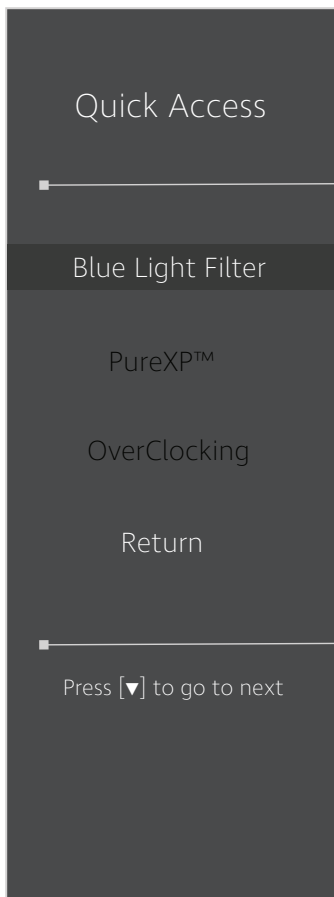 Quick Access
Blue Light Filter
PureXP™
OverClocking
Return
Press [▼] to go to next